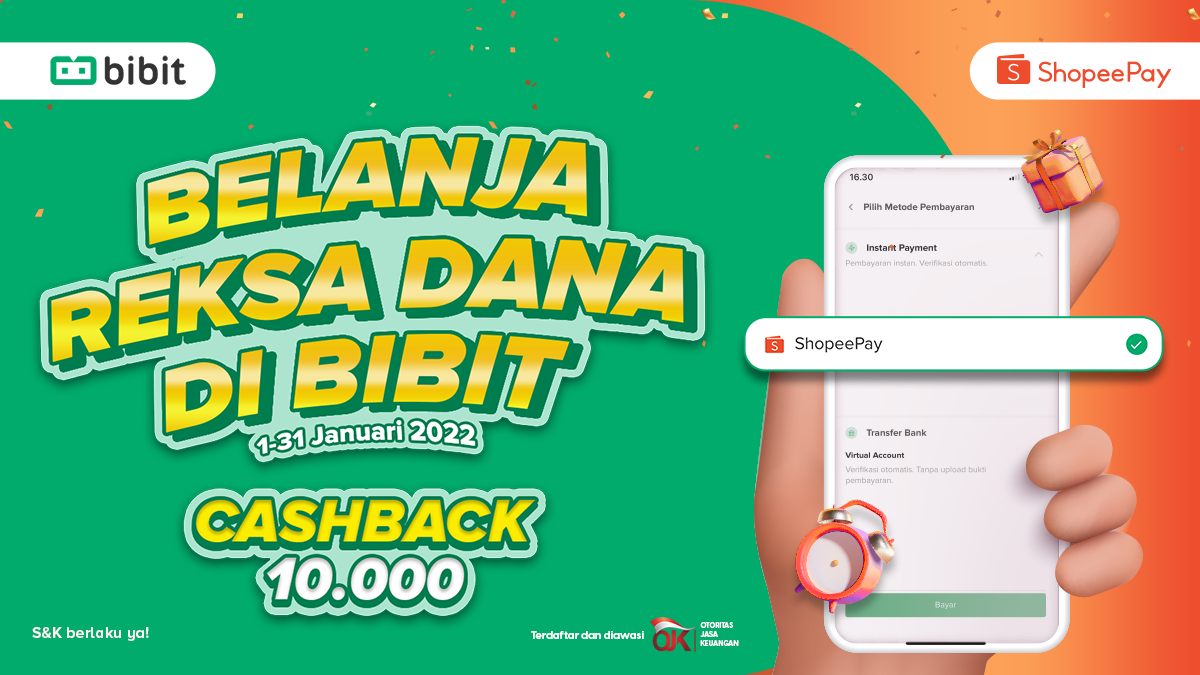 bibit
ShopeePay
BELANJA
REKSA DANA
DI BIBIT
1-31 Januari 2022
CASHBACK
10.000
S&K berlaku ya!
Terdaftar dan diawasi
OJK
OTORITAS
JASA
KEUANGAN
16.30
Pilih Metode Pembayaran
Instant Payment
Pembayaran instan. Verifikasi otomatis.
S ShopeePay
Transfer Bank
Virtual Account
Verifikasi otomatis. Tanpa upload bukti
pembayaran.
Bayar